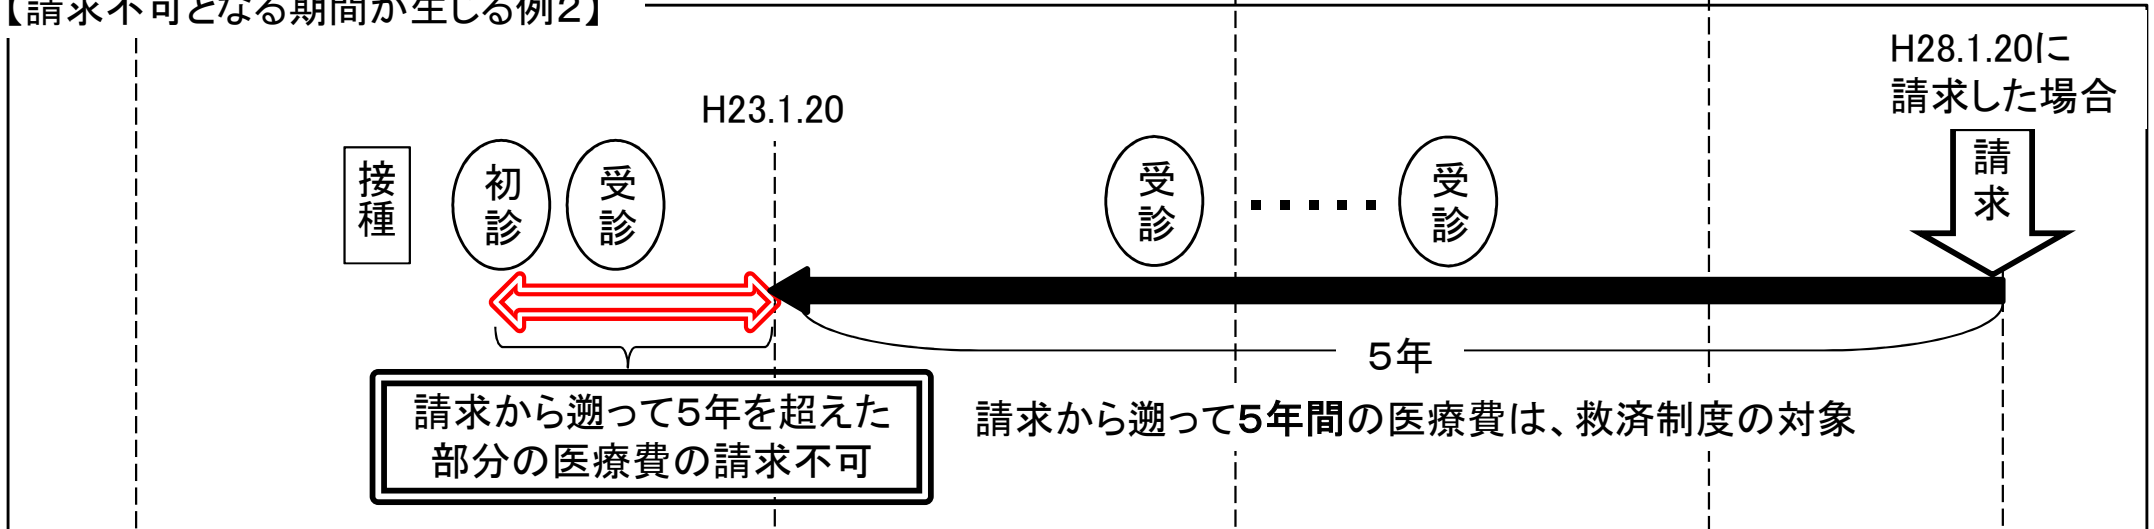 【請求不可となる期間が生じる例２】
H28.1.20に
請求した場合
H23.1.20
接種
初診
受診
受診
受診
請求
５年
請求から遡って５年を超えた
部分の医療費の請求不可
請求から遡って５年間の医療費は、救済制度の対象